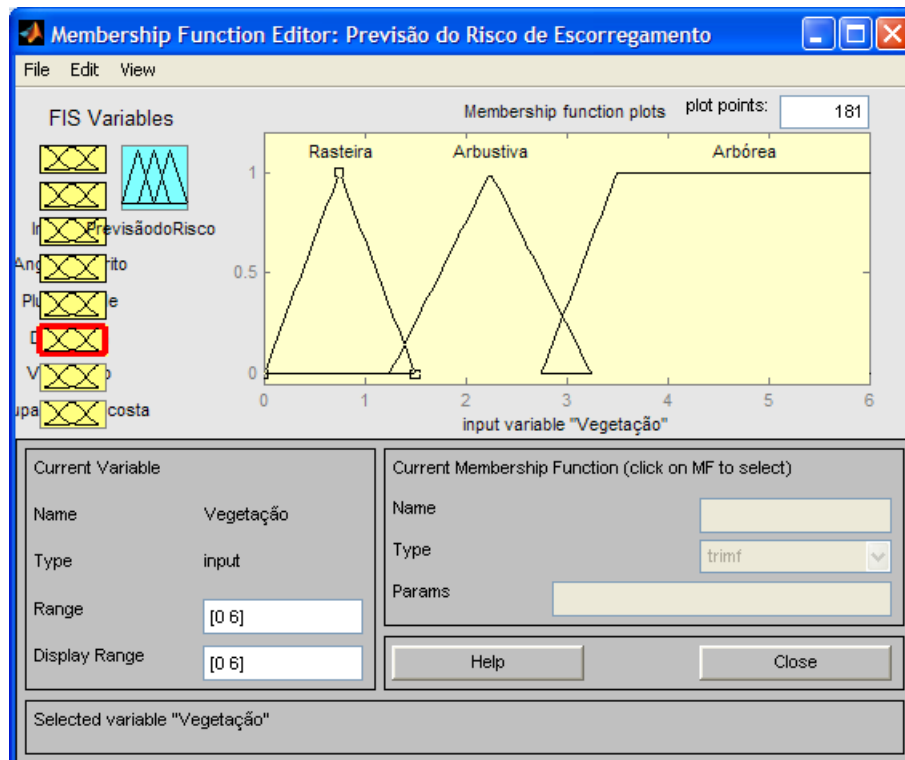 Membership Function Editor: Previsão do Risco de Escorregamento
File Edit View
FIS Variables
Membership function plots
plot points: 181
Rasteira Arbustiva Arbórea
PrevisãodoRisco
1
0.5
0
0 1 2 3 4 5 6
input variable "Vegetação"
Current Variable
Name Vegetação
Type input
Range [0 6]
Display Range [0 6]
Current Membership Function (click on MF to select)
Name
Type trimf
Params
Help Close
Selected variable "Vegetação"